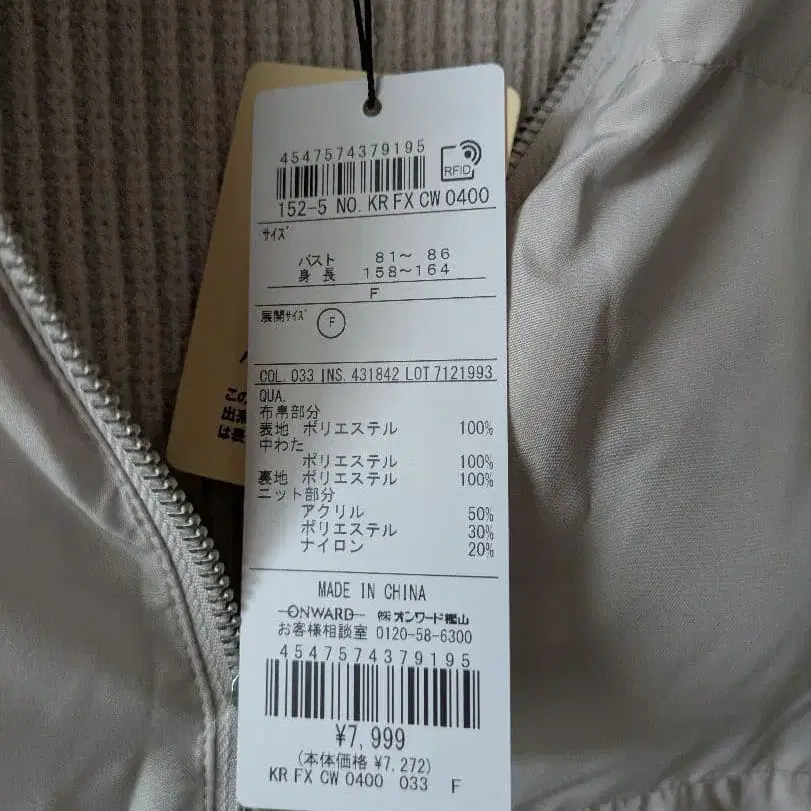 4547574379195
RFID
152-5 NO. KR FX CW 0400
ｻｲｽﾞ
バスト 81～ 86
身長 158～164
F
展開ｻｲｽﾞ F
COL. 033 INS. 431842 LOT 7121993
QUA.
布帛部分
表地 ポリエステル 100%
中わた
ポリエステル 100%
裏地 ポリエステル 100%
ニット部分
アクリル 50%
ポリエステル 30%
ナイロン 20%
MADE IN CHINA
ONWARD ㈱オンワード樫山
お客様相談室 0120-58-6300
4547574379195
¥7,999
(本体価格 ¥7,272)
KR FX CW 0400 033 F
この
出来
は表